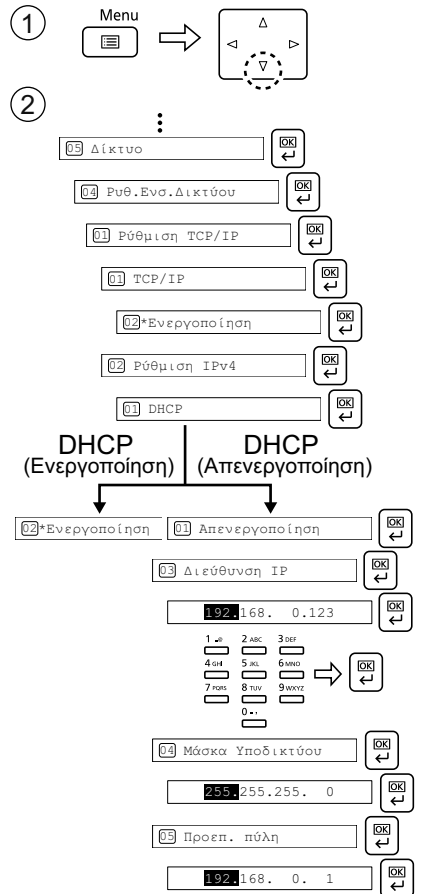 1
Menu
2
05 Δίκτυο OK
04 Ρυθ.Ενσ.Δικτύου OK
01 Ρύθμιση TCP/IP OK
01 TCP/IP OK
02*Ενεργοποίηση OK
02 Ρύθμιση IPv4 OK
01 DHCP OK
DHCP DHCP
(Ενεργοποίηση) (Απενεργοποίηση)
02*Ενεργοποίηση 01 Απενεργοποίηση OK
03 Διεύθυνση IP OK
192.168. 0.123 OK
1 .@ 2 ABC 3 DEF
4 GHI 5 JKL 6 MNO OK
7 PQRS 8 TUV 9 WXYZ
0 - ,
04 Μάσκα Υποδικτύου OK
255.255.255. 0 OK
05 Προεπ. πύλη OK
192.168. 0. 1 OK